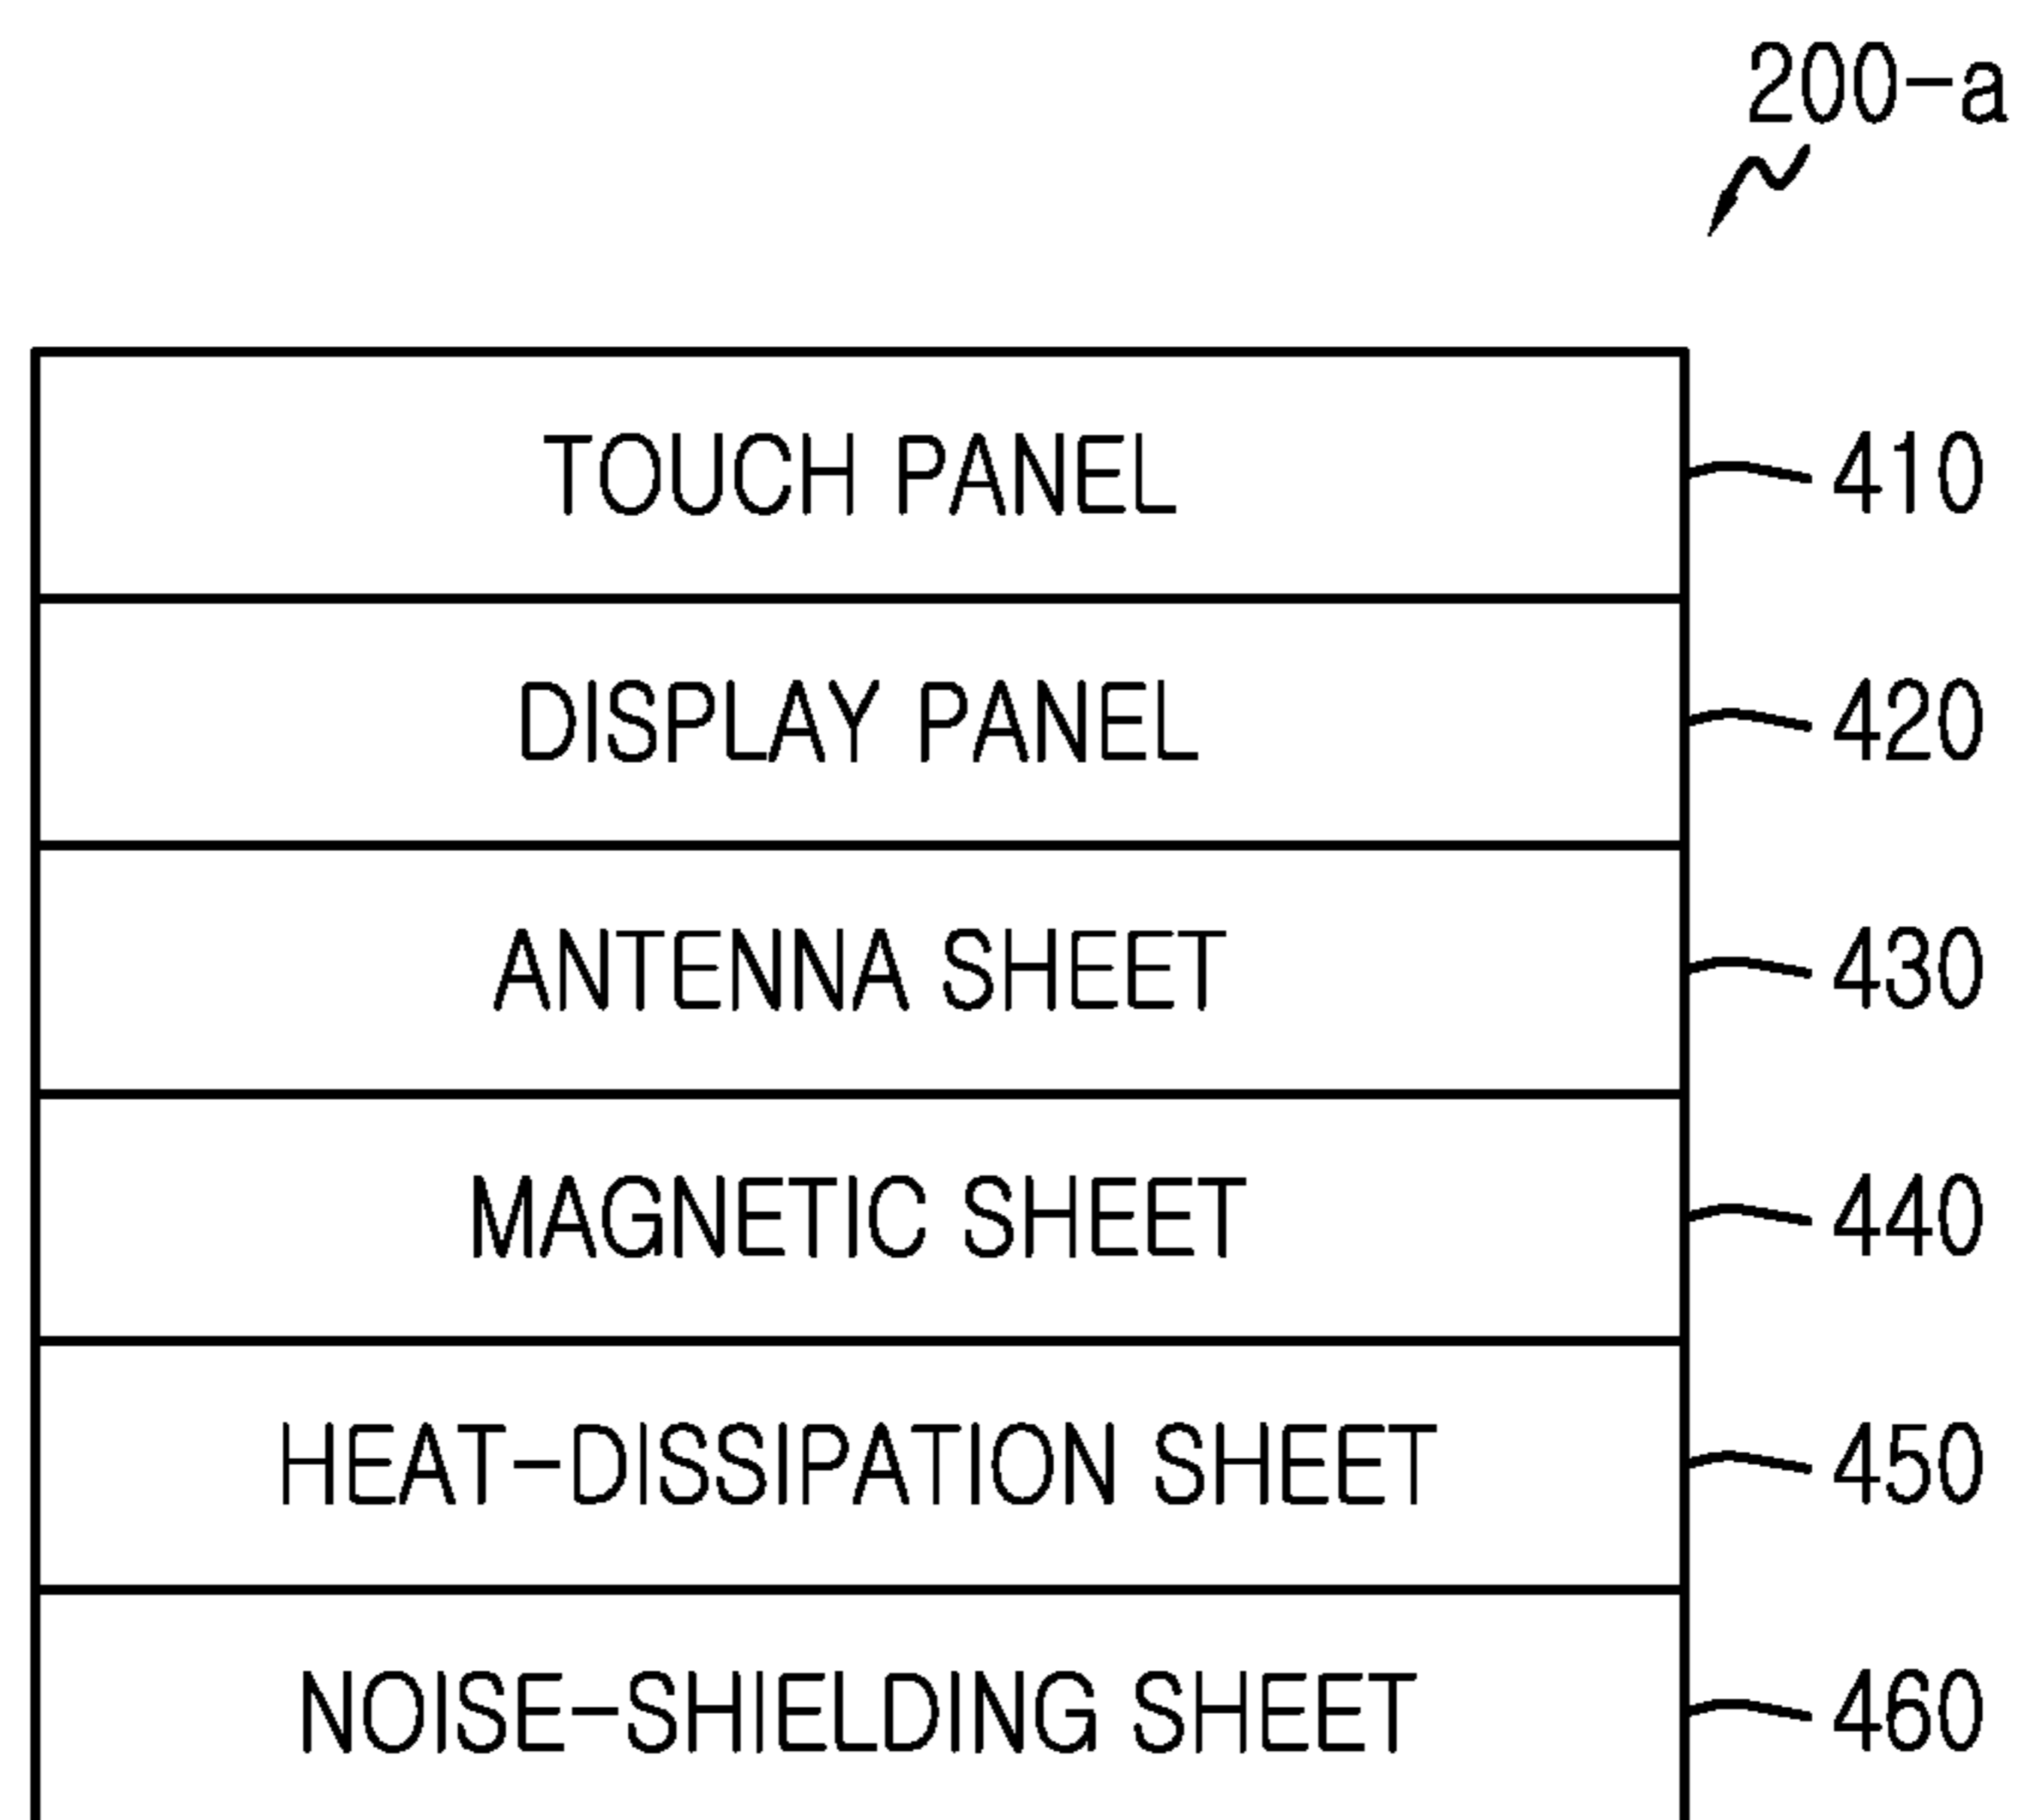 200-a
TOUCH PANEL 410
DISPLAY PANEL 420
ANTENNA SHEET 430
MAGNETIC SHEET 440
HEAT-DISSIPATION SHEET 450
NOISE-SHIELDING SHEET 460